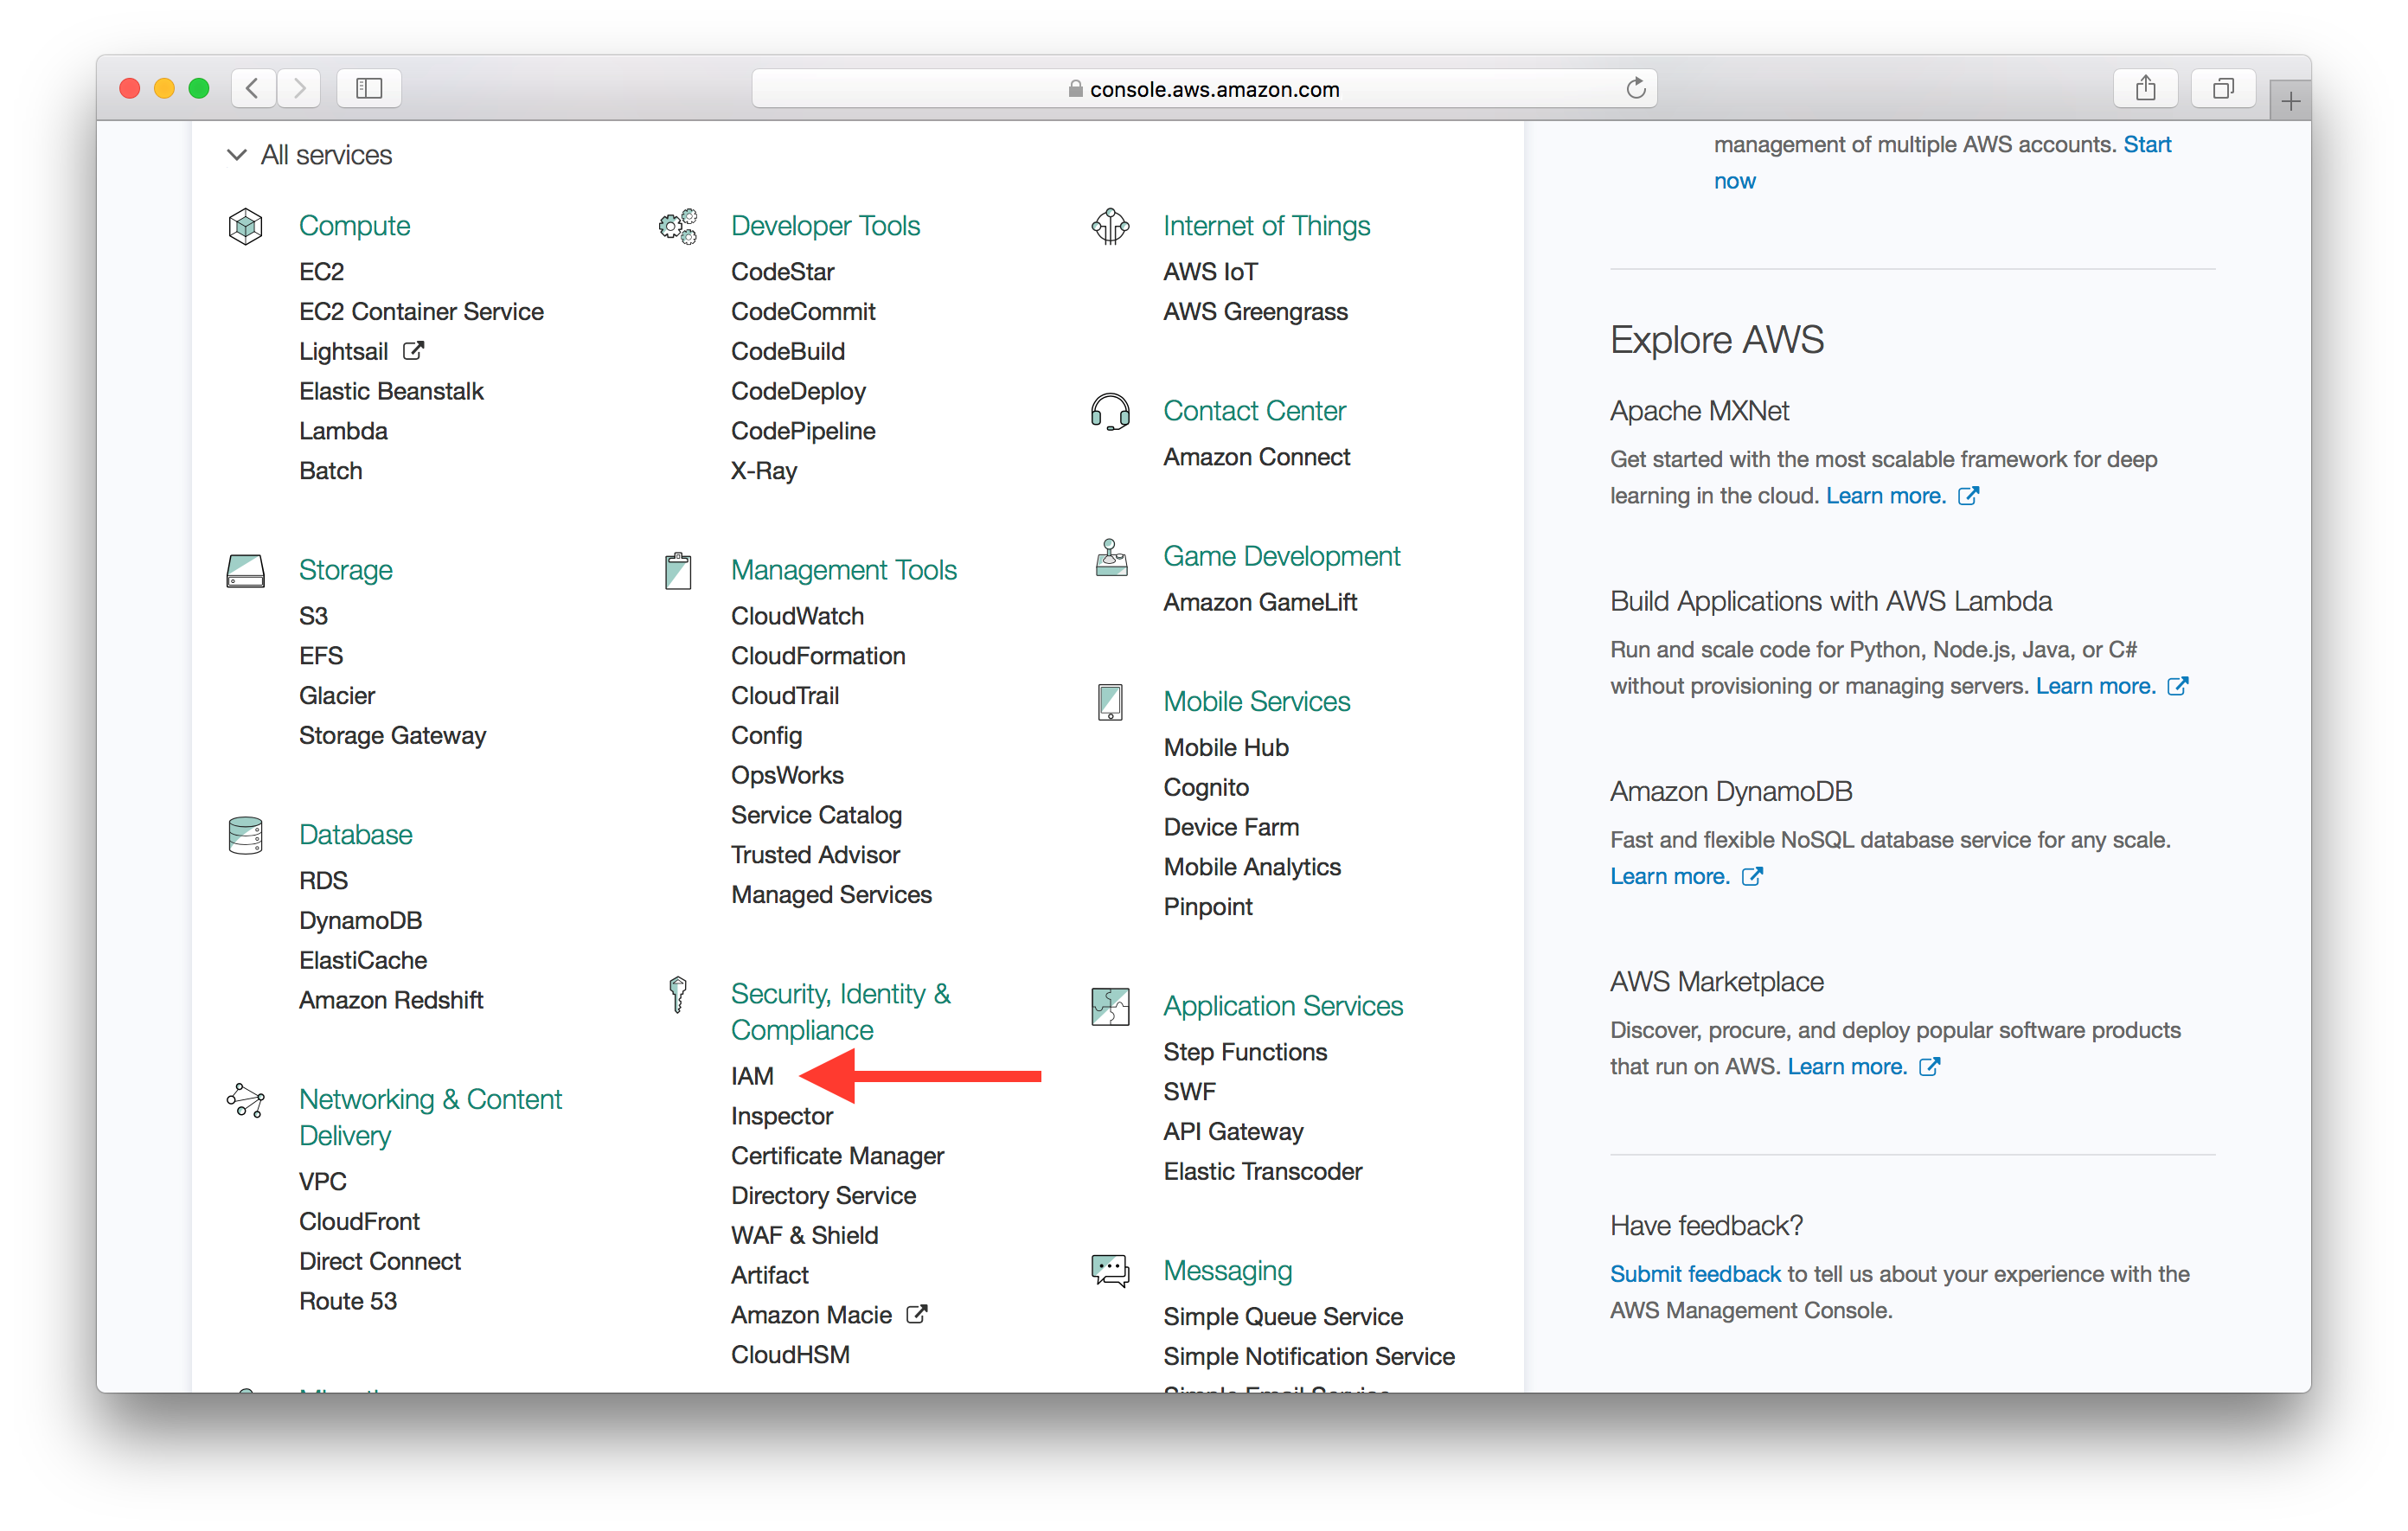 console.aws.amazon.com
All services
Compute
EC2
EC2 Container Service
Lightsail
Elastic Beanstalk
Lambda
Batch
Storage
S3
EFS
Glacier
Storage Gateway
Database
RDS
DynamoDB
ElastiCache
Amazon Redshift
Networking & Content
Delivery
VPC
CloudFront
Direct Connect
Route 53
Developer Tools
CodeStar
CodeCommit
CodeBuild
CodeDeploy
CodePipeline
X-Ray
Management Tools
CloudWatch
CloudFormation
CloudTrail
Config
OpsWorks
Service Catalog
Trusted Advisor
Managed Services
Security, Identity &
Compliance
IAM
Inspector
Certificate Manager
Directory Service
WAF & Shield
Artifact
Amazon Macie
CloudHSM
Internet of Things
AWS IoT
AWS Greengrass
Contact Center
Amazon Connect
Game Development
Amazon GameLift
Mobile Services
Mobile Hub
Cognito
Device Farm
Mobile Analytics
Pinpoint
Application Services
Step Functions
SWF
API Gateway
Elastic Transcoder
Messaging
Simple Queue Service
Simple Notification Service
Simple Email Service
management of multiple AWS accounts. Start
now
Explore AWS
Apache MXNet
Get started with the most scalable framework for deep
learning in the cloud. Learn more.
Build Applications with AWS Lambda
Run and scale code for Python, Node.js, Java, or C#
without provisioning or managing servers. Learn more.
Amazon DynamoDB
Fast and flexible NoSQL database service for any scale.
Learn more.
AWS Marketplace
Discover, procure, and deploy popular software products
that run on AWS. Learn more.
Have feedback?
Submit feedback to tell us about your experience with the
AWS Management Console.